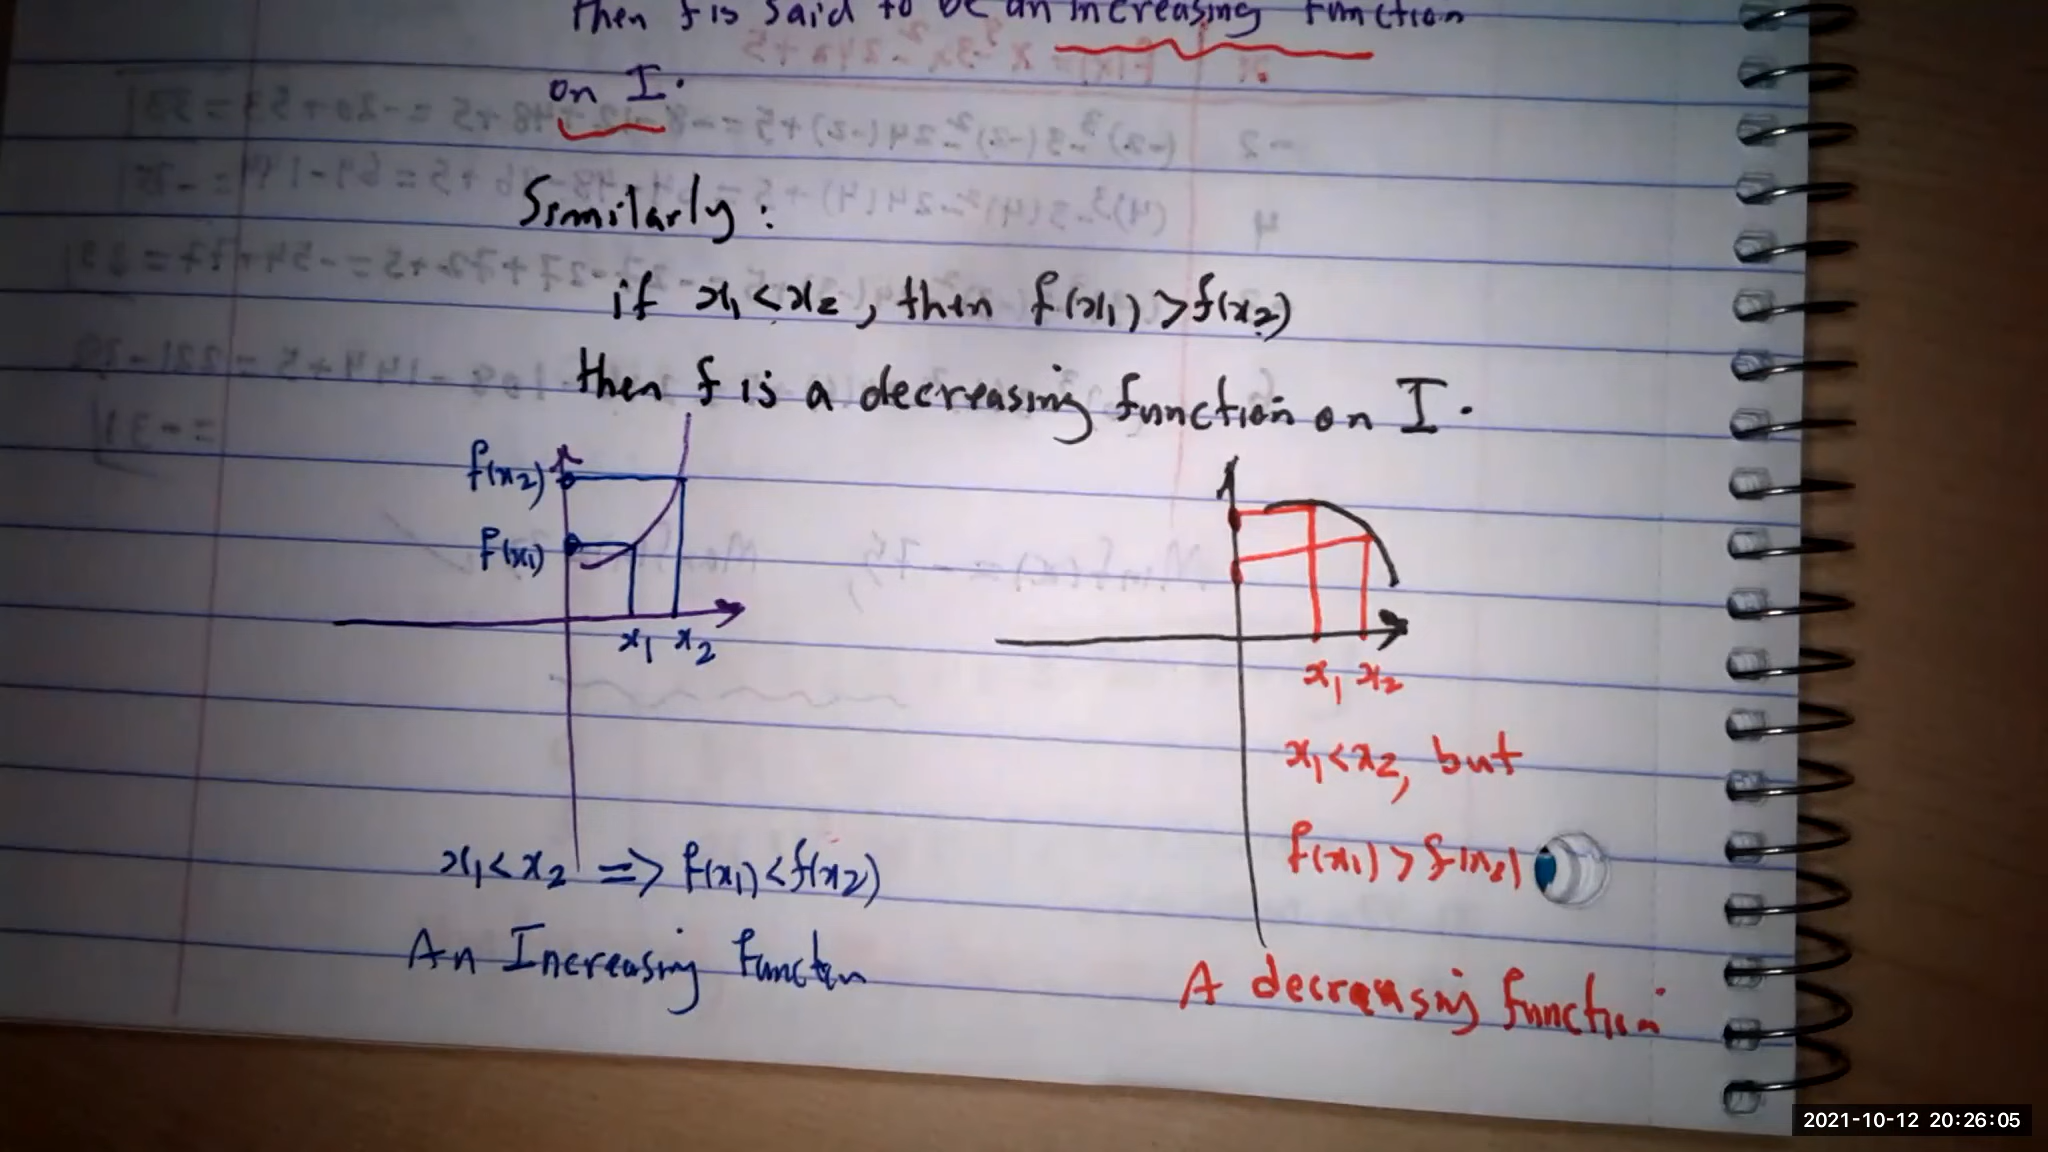 then f is said to be an increasing function
on I.
Similarly:
if x₁ < x₂, then f(x₁) > f(x₂)
then f is a decreasing function on I.
f(x₂)
f(x₁)
x₁ x₂
x₁ < x₂ => f(x₁) < f(x₂)
An Increasing Functon
x₁ x₂
x₁ < x₂, but
f(x₁) > f(x₂)
A decreasing function
2021-10-12 20:26:05